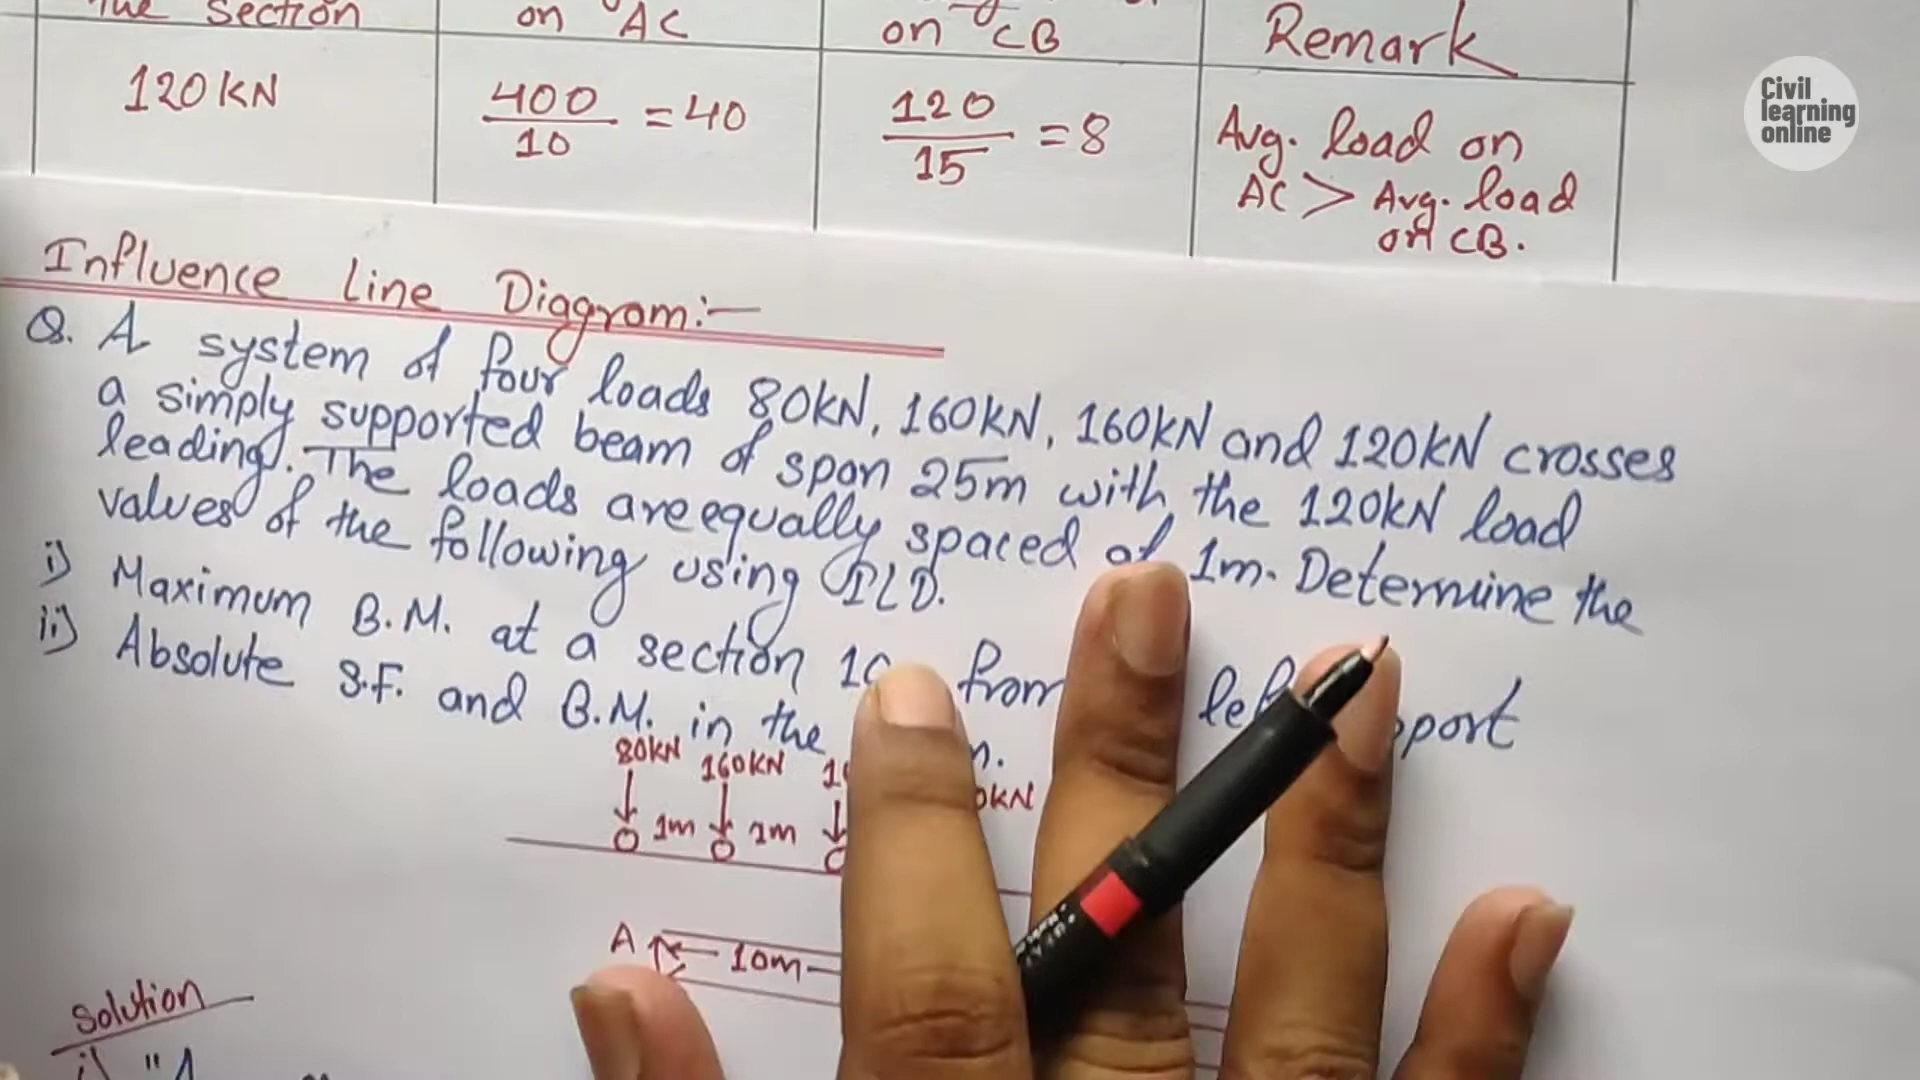 the section
on AC
on CB
Remark
120KN
400
10
=40
120
15
=8
Avg. load on
AC > Avg. load
on CB.
Influence Line Diggrom:-
Q. A system of four loads 80kN, 160kN, 160kN and 120kN crosses
a simply supported beam of span 25m with the 120kN load
leading. The loads are equally spaced at 1m. Determine the
values of the following using ILD.
i) Maximum B.M. at a section from
ii) Absolute S.F. and B.M. in the
80KN
160KN
1m
1m
A
10m
Solution
i) "A
Civil
learning
online